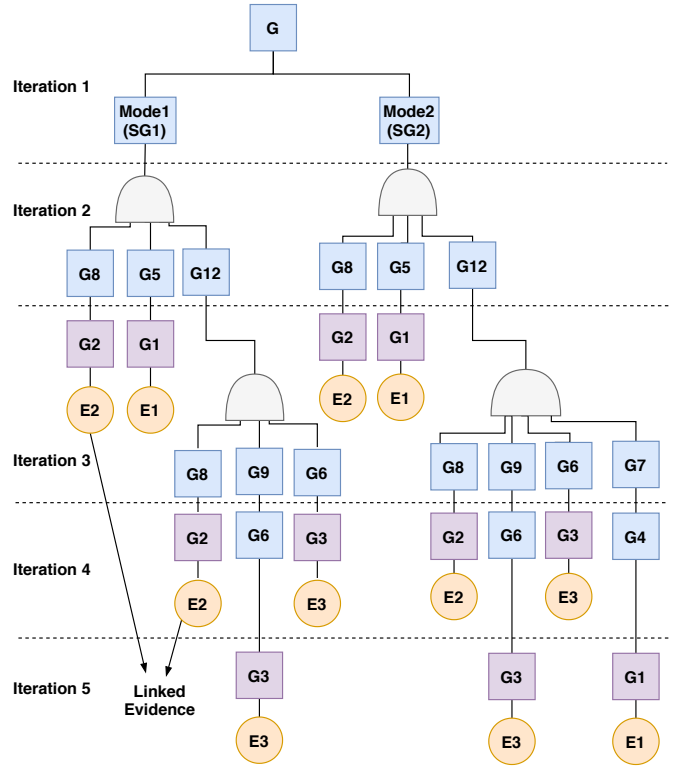 G
Iteration 1
Mode1
(SG1)
Mode2
(SG2)
Iteration 2
G8
G5
G12
G8
G5
G12
G2
G1
G2
G1
E2
E1
E2
E1
Iteration 3
G8
G9
G6
G8
G9
G6
G7
G2
G6
G3
G2
G6
G3
G4
Iteration 4
E2
E3
E2
E3
Iteration 5
Linked
Evidence
G3
G3
G1
E3
E3
E1